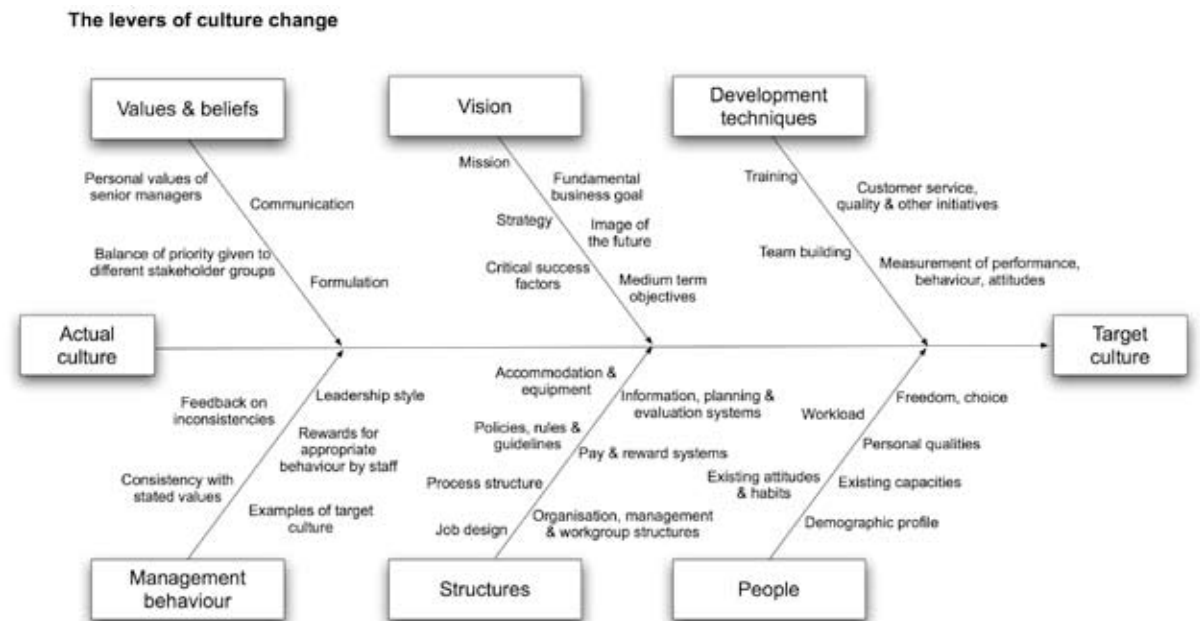 The levers of culture change
Values & beliefs
Vision
Development
techniques
Personal values of
senior managers
Communication
Balance of priority given to
different stakeholder groups
Formulation
Mission
Fundamental
business goal
Strategy
Image of
the future
Critical success
factors
Medium term
objectives
Training
Customer service,
quality & other initiatives
Team building
Measurement of performance,
behaviour, attitudes
Actual
culture
Target
culture
Feedback on
inconsistencies
Leadership style
Rewards for
appropriate
behaviour by staff
Consistency with
stated values
Examples of target
culture
Accommodation &
equipment
Information, planning &
evaluation systems
Policies, rules &
guidelines
Pay & reward systems
Process structure
Job design
Organisation, management
& workgroup structures
Freedom, choice
Workload
Personal qualities
Existing attitudes
& habits
Existing capacities
Demographic profile
Management
behaviour
Structures
People